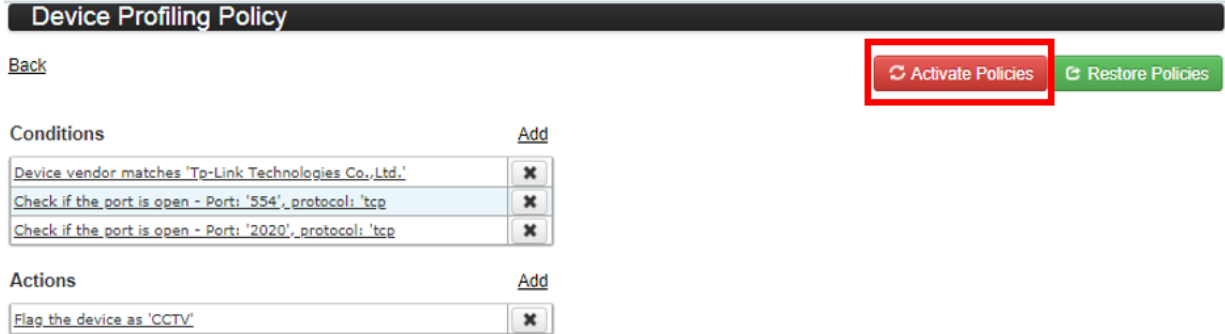 Device Profiling Policy
Back
Activate Policies
Restore Policies
Conditions Add
Device vendor matches 'Tp-Link Technologies Co.,Ltd.'
Check if the port is open - Port: '554', protocol: 'tcp
Check if the port is open - Port: '2020', protocol: 'tcp
Actions Add
Flag the device as 'CCTV'